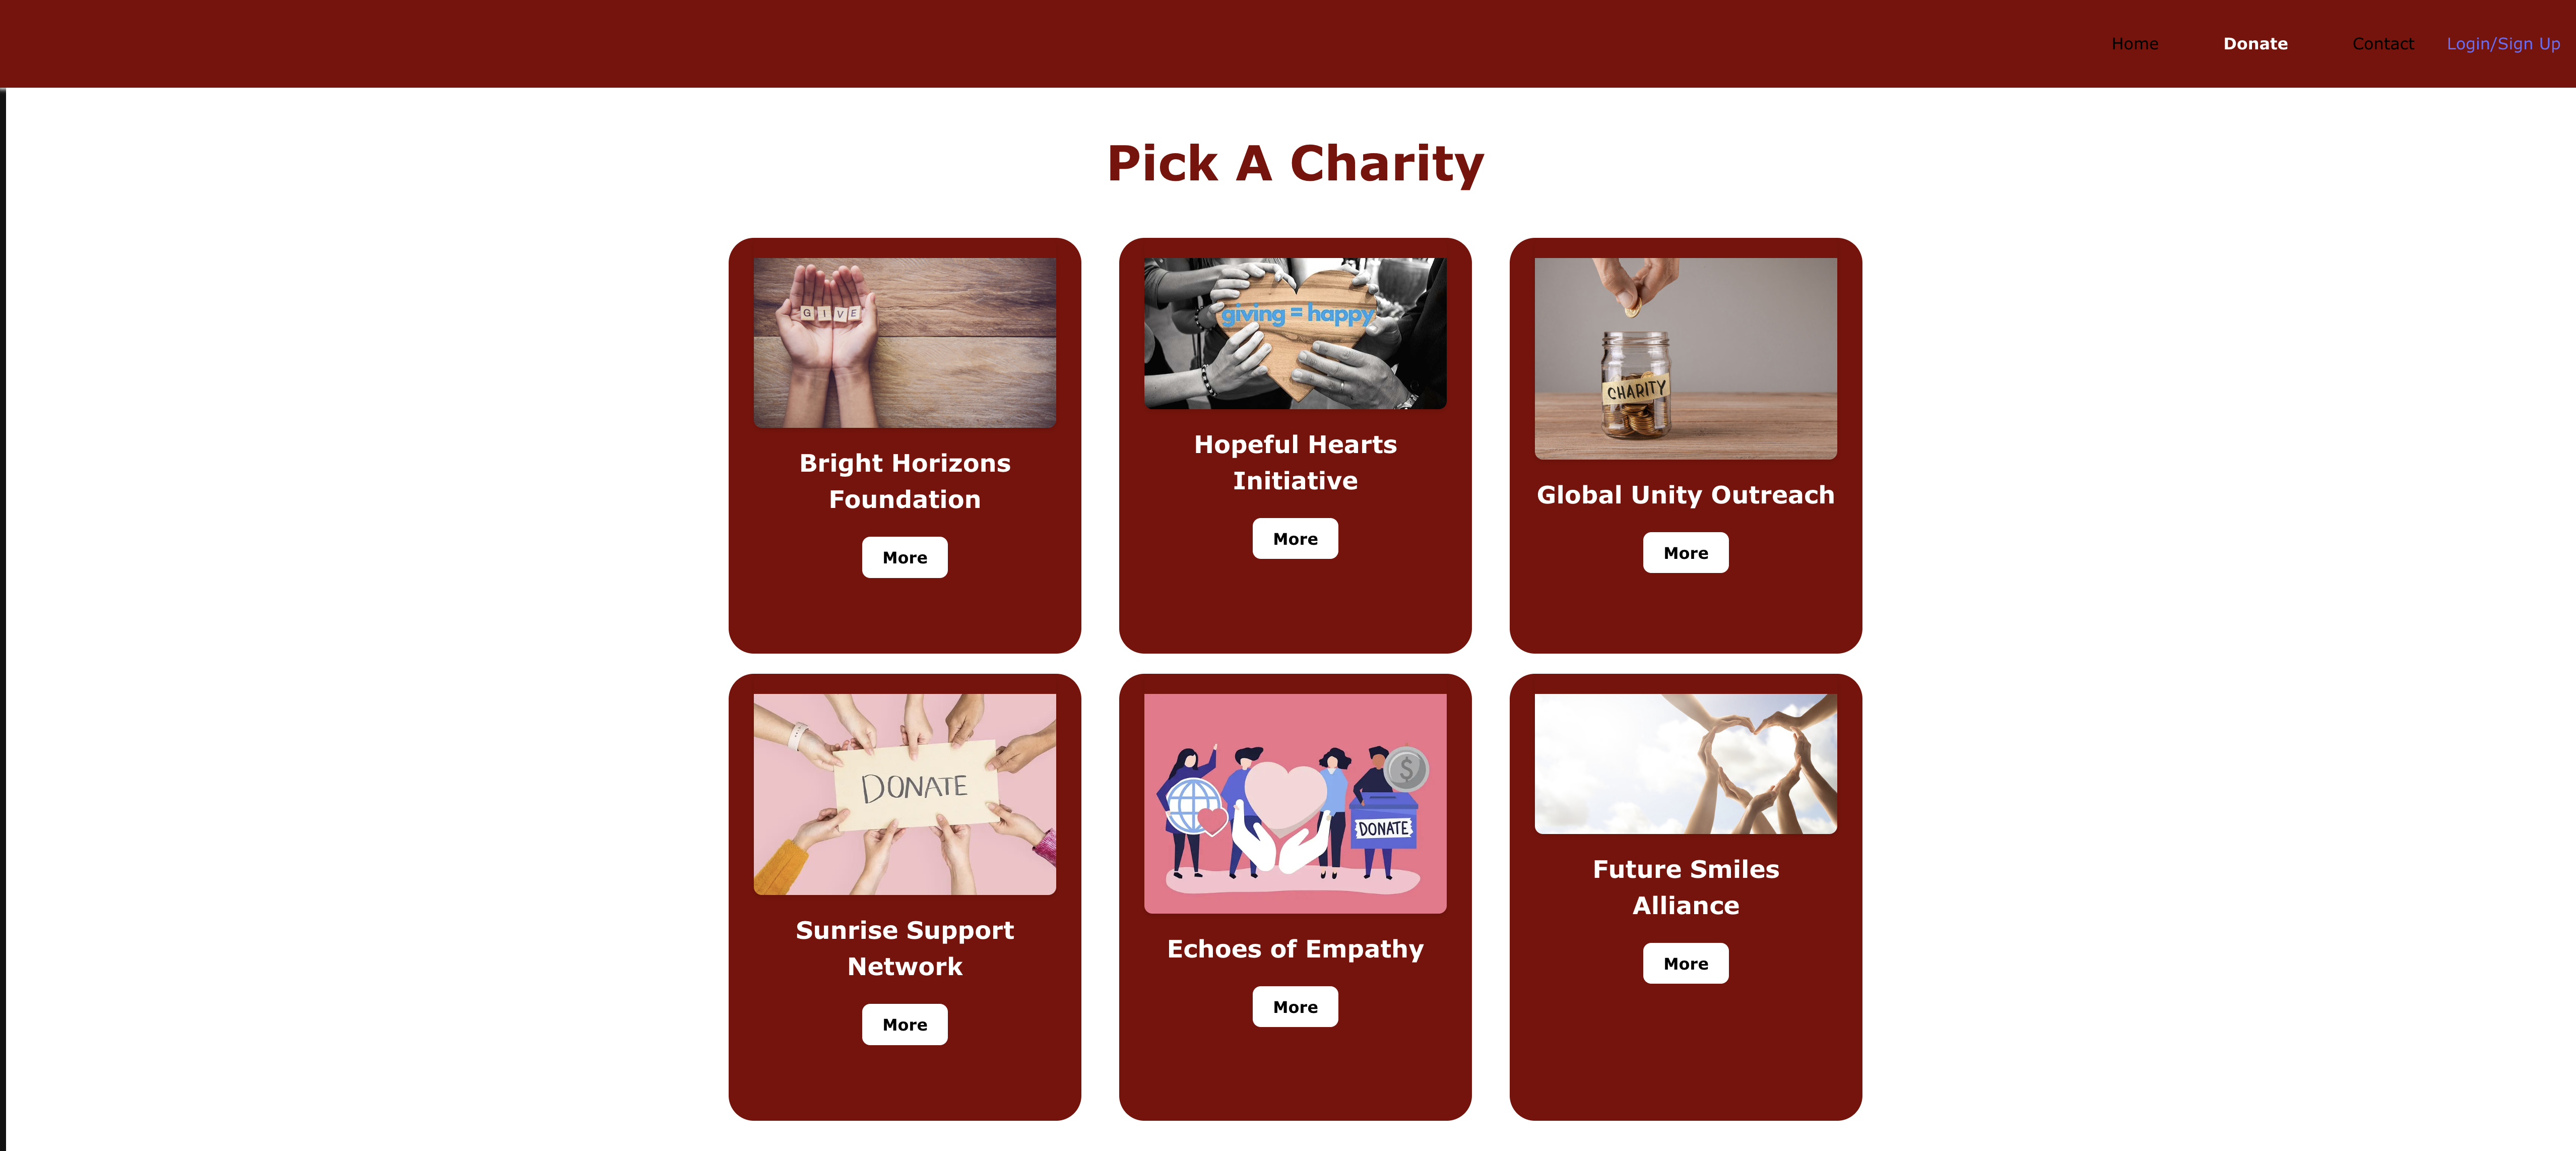 Home Donate Contact Login/Sign Up
Pick A Charity
GIVE
Bright Horizons
Foundation
More
giving = happy
Hopeful Hearts
Initiative
More
CHARITY
Global Unity Outreach
More
DONATE
Sunrise Support
Network
More
$
DONATE
Echoes of Empathy
More
Future Smiles
Alliance
More